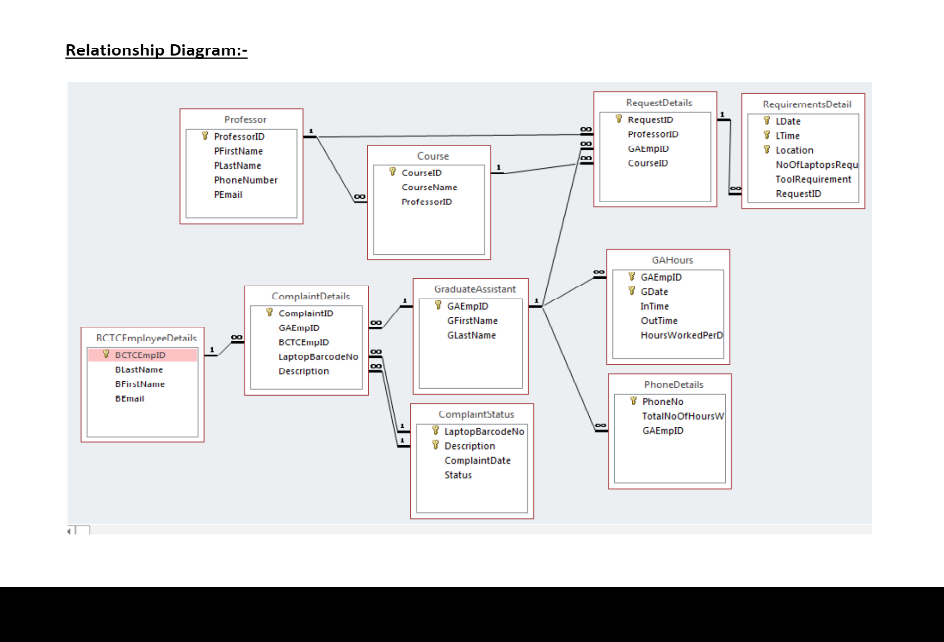 Relationship Diagram:-
Professor
ProfessorID
PFirstName
PLastName
PhoneNumber
PEmail
Course
CourseID
CourseName
ProfessorID
RequestDetails
RequestID
ProfessorID
GAEmpID
CourseID
RequirementsDetail
LDate
LTime
Location
NoOfLaptopsRequ
ToolRequirement
RequestID
BCTCEmployeeDetails
BCTCEmpID
BLastName
BFirstName
BEmail
ComplaintDetails
ComplaintID
GAEmpID
BCTCEmpID
LaptopBarcodeNo
Description
GraduateAssistant
GAEmpID
GFirstName
GLastName
ComplaintStatus
LaptopBarcodeNo
Description
ComplaintDate
Status
GAHours
GAEmpID
GDate
InTime
OutTime
HoursWorkedPerD
PhoneDetails
PhoneNo
TotalNoOfHoursW
GAEmpID
1
∞
∞
1
∞
∞
1
∞
1
∞
1
∞
1
∞
∞
∞
1
1
∞